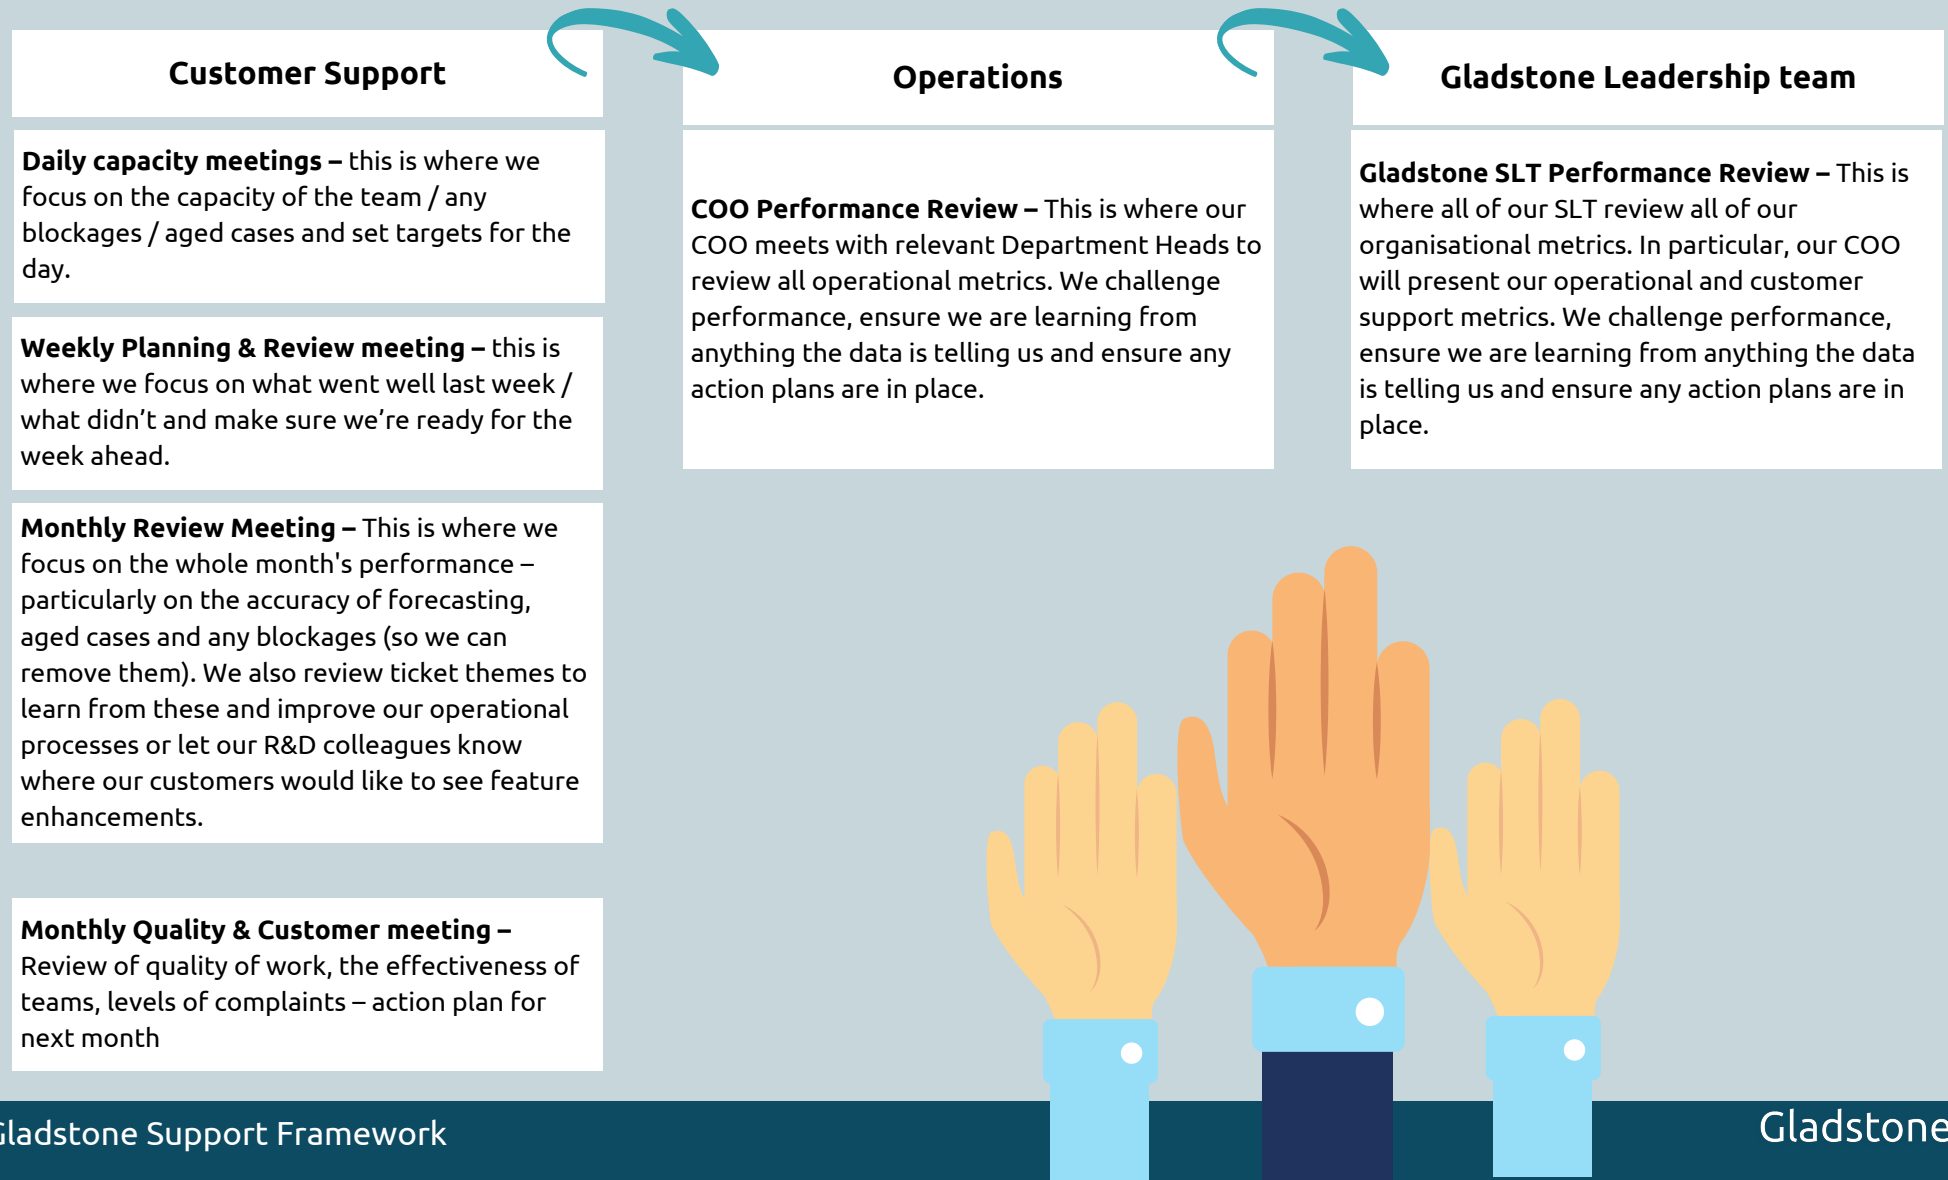 Customer Support
Daily capacity meetings – this is where we
focus on the capacity of the team / any
blockages / aged cases and set targets for the
day.
Weekly Planning & Review meeting – this is
where we focus on what went well last week /
what didn’t and make sure we’re ready for the
week ahead.
Monthly Review Meeting – This is where we
focus on the whole month's performance –
particularly on the accuracy of forecasting,
aged cases and any blockages (so we can
remove them). We also review ticket themes to
learn from these and improve our operational
processes or let our R&D colleagues know
where our customers would like to see feature
enhancements.
Monthly Quality & Customer meeting –
Review of quality of work, the effectiveness of
teams, levels of complaints – action plan for
next month
Operations
COO Performance Review – This is where our
COO meets with relevant Department Heads to
review all operational metrics. We challenge
performance, ensure we are learning from
anything the data is telling us and ensure any
action plans are in place.
Gladstone Leadership team
Gladstone SLT Performance Review – This is
where all of our SLT review all of our
organisational metrics. In particular, our COO
will present our operational and customer
support metrics. We challenge performance,
ensure we are learning from anything the data
is telling us and ensure any action plans are in
place.
Gladstone Support Framework
Gladstone